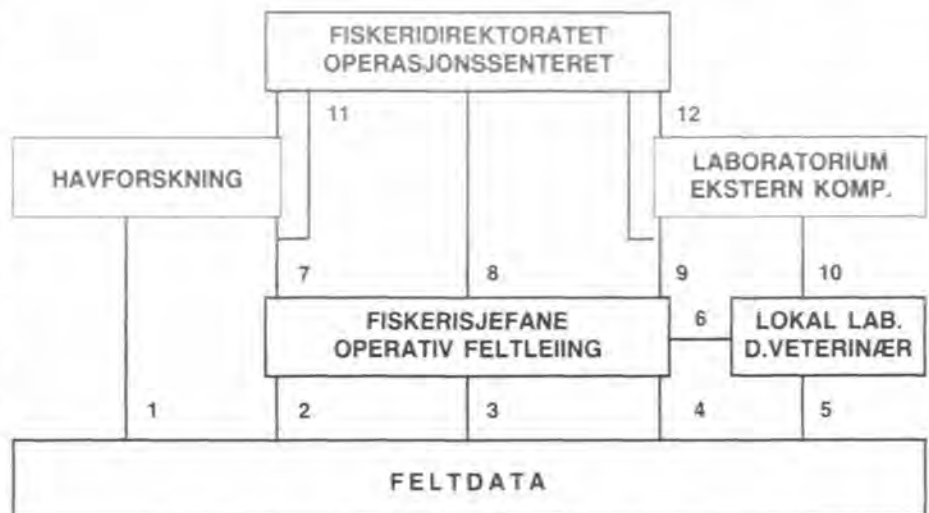 FISKERIDIREKTORATET
OPERASJONSSENTERET
11
12
HAVFORSKNING
LABORATORIUM
EKSTERN KOMP.
7
8
9
10
FISKERISJEFANE
OPERATIV FELTLEIING
6
LOKAL LAB.
D.VETERINÆR
1
2
3
4
5
FELTDATA